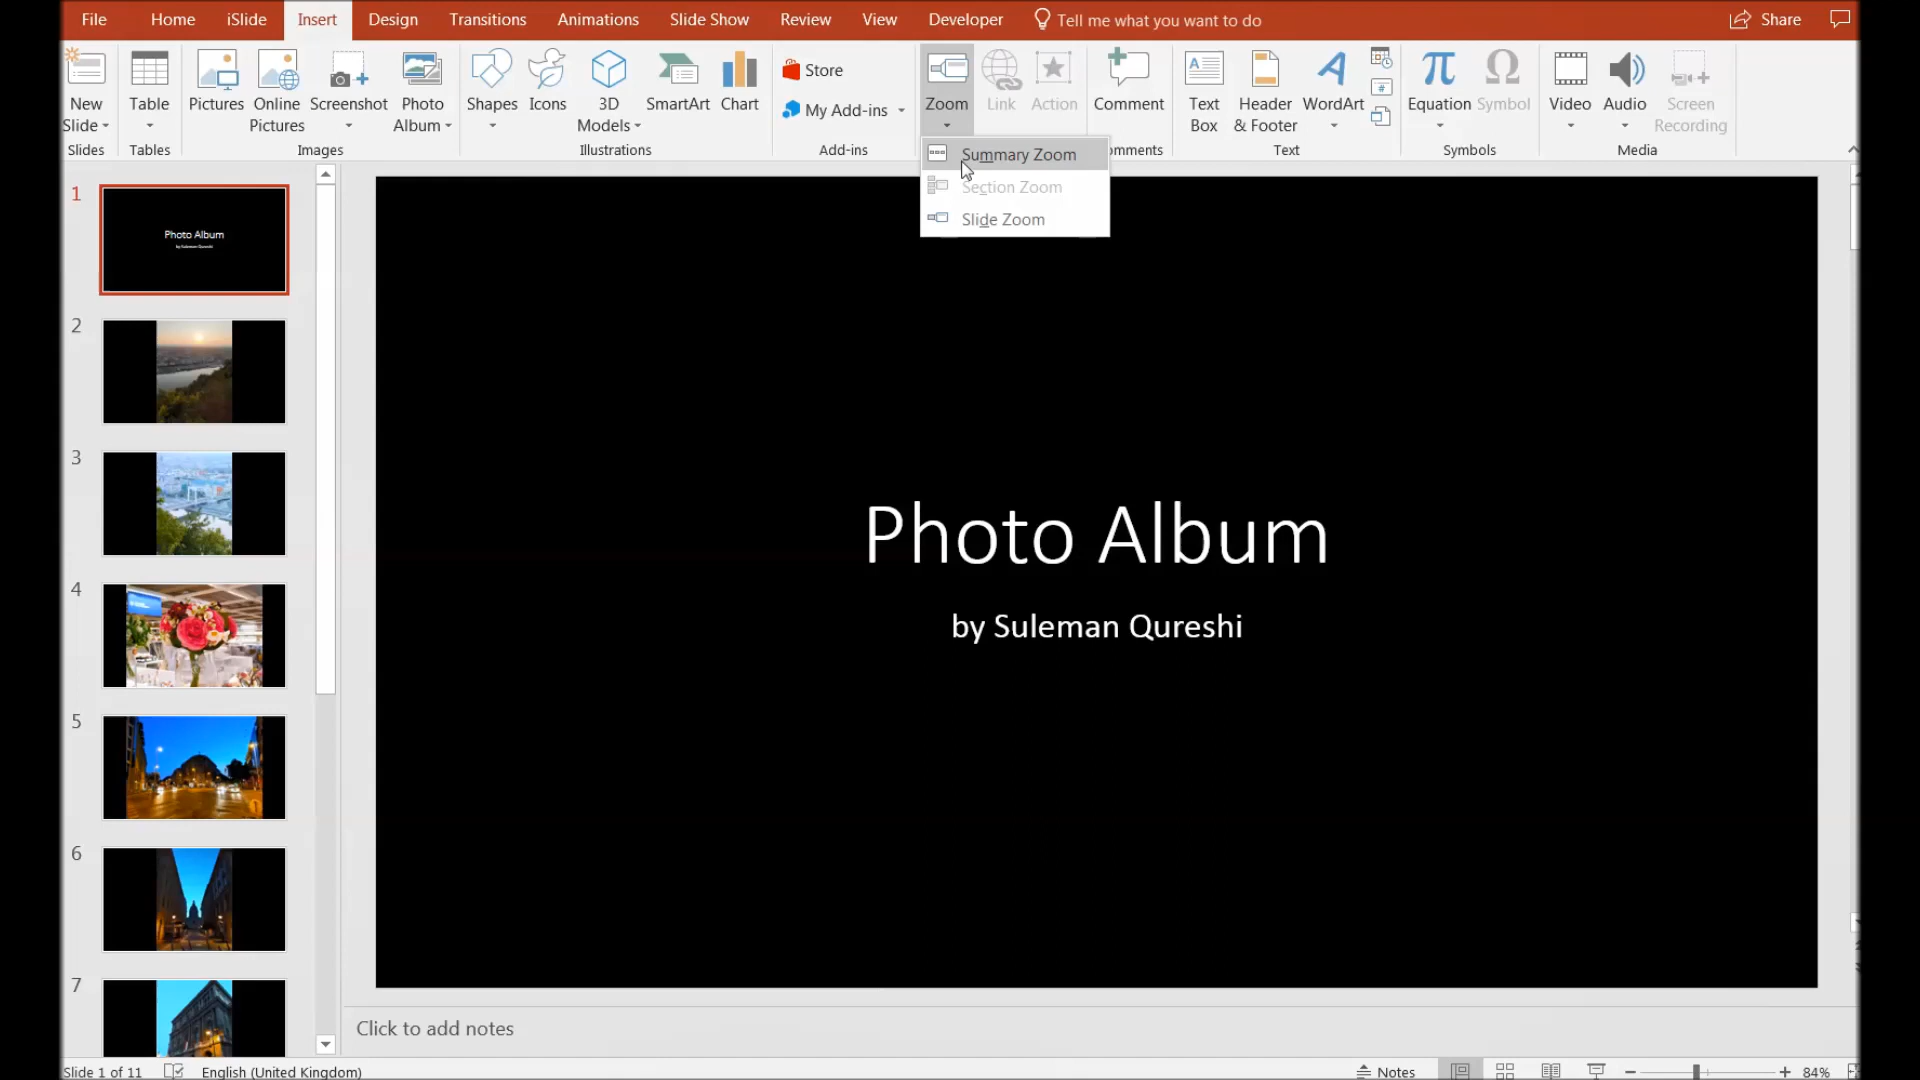 File Home iSlide Insert Design Transitions Animations Slide Show Review View Developer Tell me what you want to do Share
New Slide
Table
Pictures
Online Pictures
Screenshot
Photo Album
Shapes
Icons
3D Models
SmartArt
Chart
Store
My Add-ins
Zoom
Link
Action
Comment
Text Box
Header & Footer
WordArt
Equation
Symbol
Video
Audio
Screen Recording
Slides Tables Images Illustrations Add-ins mments Text Symbols Media
Summary Zoom
Section Zoom
Slide Zoom
1
Photo Album
by Suleman Qureshi
2
3
4
5
6
7
Photo Album
by Suleman Qureshi
Click to add notes
Slide 1 of 11 English (United Kingdom) Notes 84%